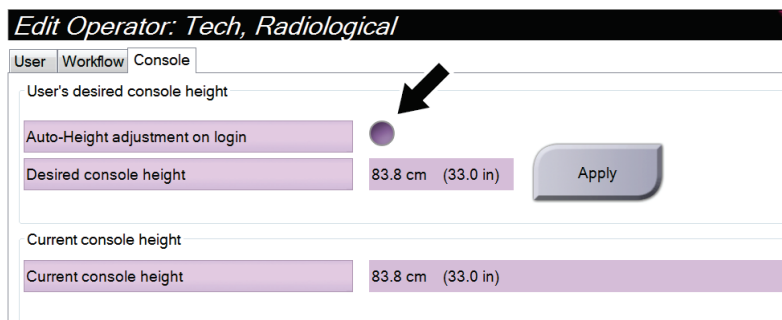 Edit Operator: Tech, Radiological
User Workflow Console
User's desired console height
Auto-Height adjustment on login
Desired console height 83.8 cm (33.0 in) Apply
Current console height
Current console height 83.8 cm (33.0 in)